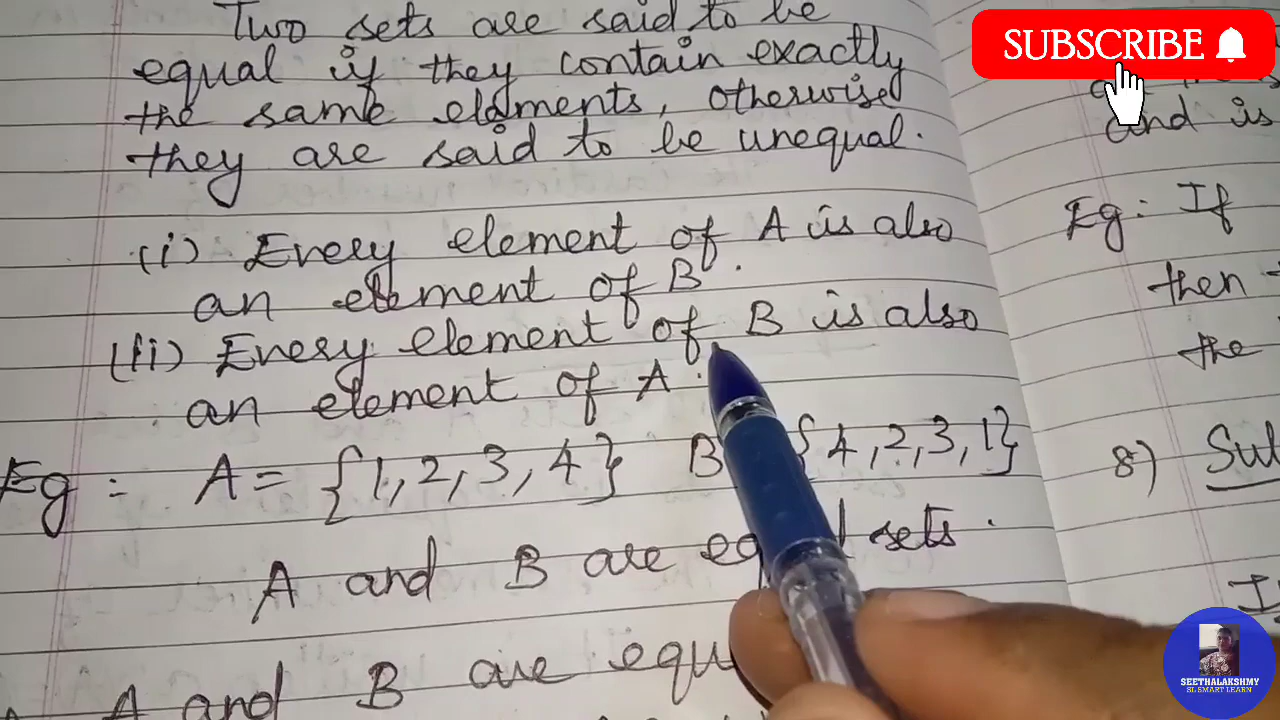 Two sets are said to be
equal if they contain exactly
the same elements, otherwise
they are said to be unequal.
(i) Every element of A is also
an element of B.
(ii) Every element of B is also
an element of A.
Eg: A = {1, 2, 3, 4} B {4, 2, 3, 1}
A and B are sets.
A and B are
SUBSCRIBE
and is
Eg: If
then
the
8)
SEETHALAKSHMY
SL SMART LEARN